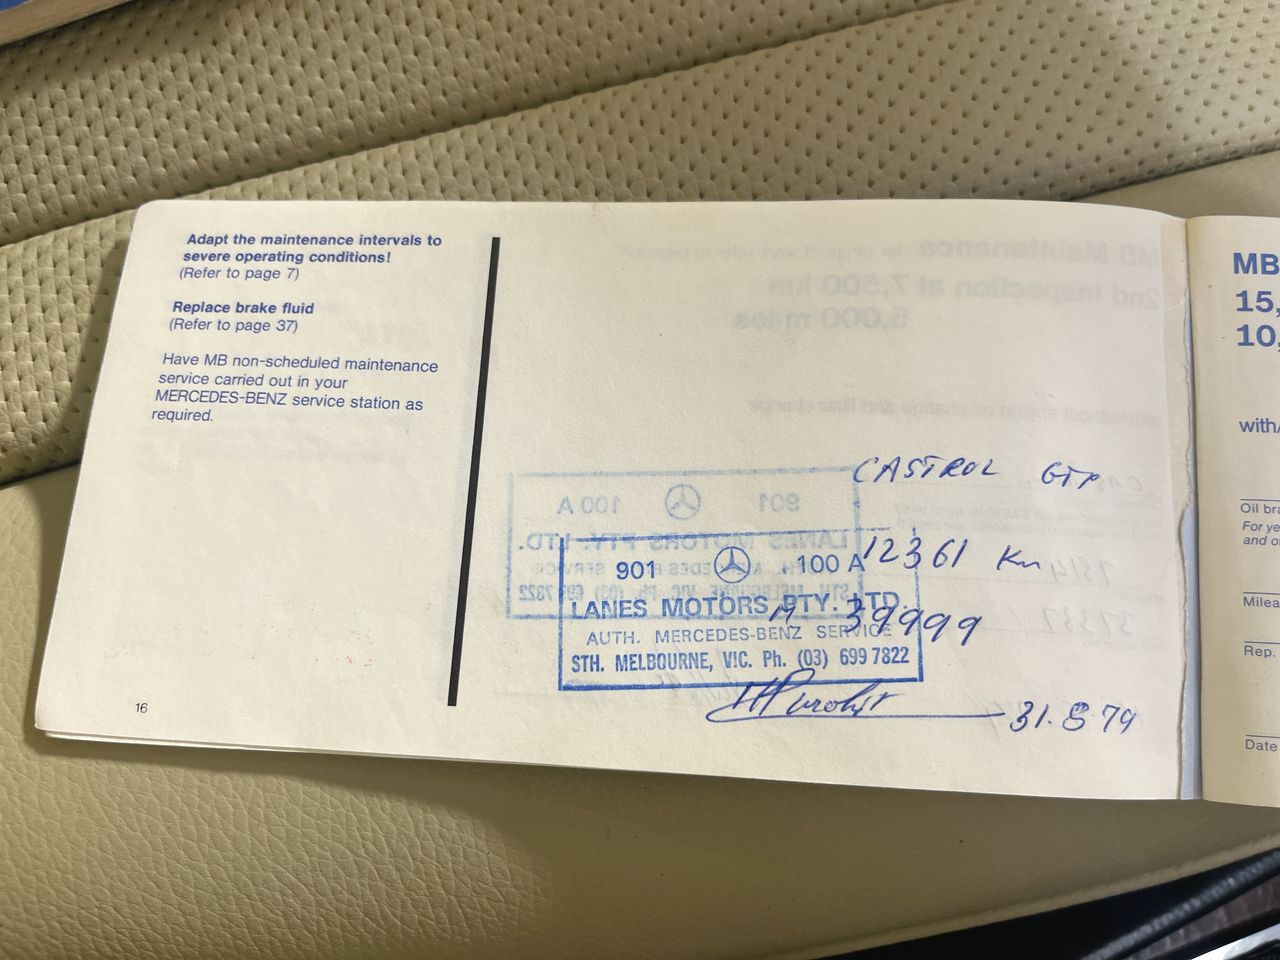 Adapt the maintenance intervals to
severe operating conditions!
(Refer to page 7)
Replace brake fluid
(Refer to page 37)
Have MB non-scheduled maintenance
service carried out in your
MERCEDES-BENZ service station as
required.
16
CASTROL GTX
12361 Km
901 100 A
LANES MOTORS PTY. LTD.
AUTH. MERCEDES-BENZ SERVICE
STH. MELBOURNE, VIC. Ph. (03) 699 7822
M 39999
31.8.79
MB
15,
10,
with/
Oil bra
For ye
and o
Milea
Rep.
Date